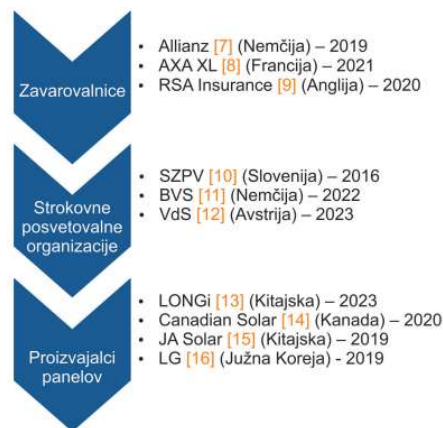 Zavarovalnice
• Allianz [7] (Nemčija) – 2019
• AXA XL [8] (Francija) – 2021
• RSA Insurance [9] (Anglija) – 2020
Strokovne
posvetovalne
organizacije
• SZPV [10] (Slovenija) – 2016
• BVS [11] (Nemčija) – 2022
• VdS [12] (Avstrija) – 2023
Proizvajalci
panelov
• LONGi [13] (Kitajska) – 2023
• Canadian Solar [14] (Kanada) – 2020
• JA Solar [15] (Kitajska) – 2019
• LG [16] (Južna Koreja) - 2019